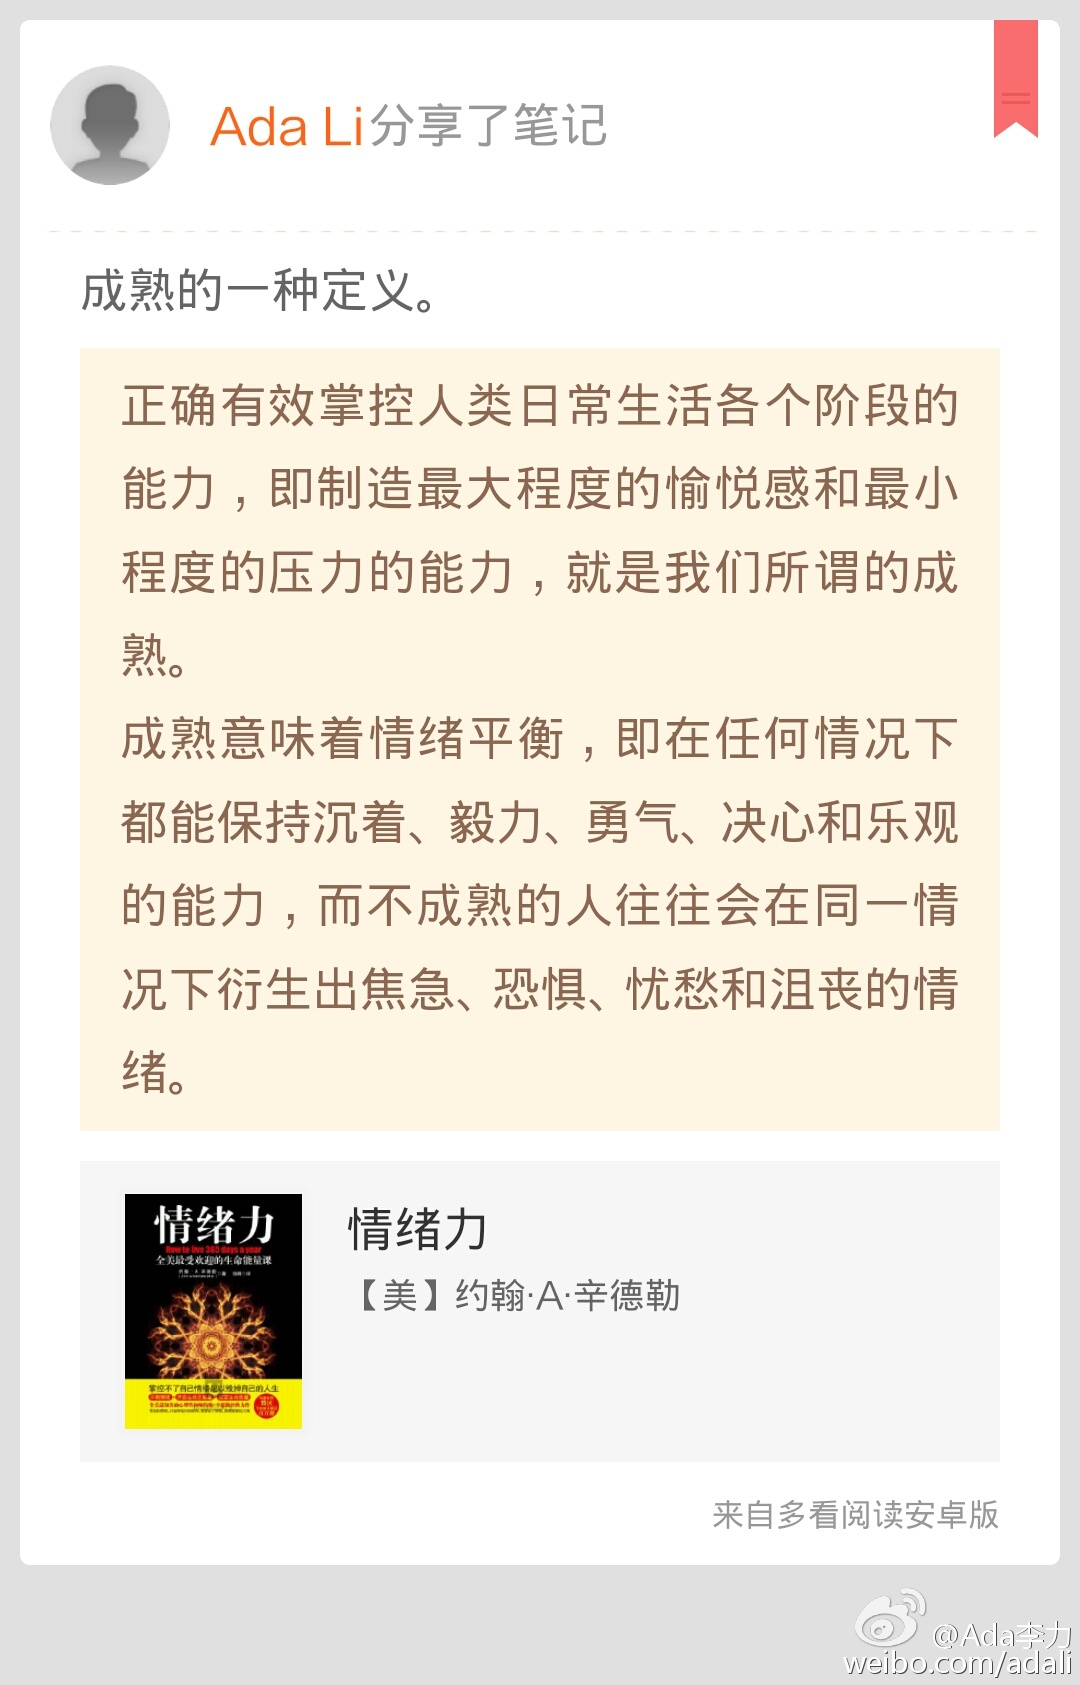 Ada Li分享了笔记
成熟的一种定义。
正确有效掌控人类日常生活各个阶段的
能力，即制造最大程度的愉悦感和最小
程度的压力的能力，就是我们所谓的成
熟。
成熟意味着情绪平衡，即在任何情况下
都能保持沉着、毅力、勇气、决心和乐观
的能力，而不成熟的人往往会在同一情
况下衍生出焦急、恐惧、忧愁和沮丧的情
绪。
情绪力
How to live 365 days a year
全美最受欢迎的生命能量课
掌控不了自己情绪足以毁掉自己的人生
情绪力
【美】约翰·A·辛德勒
来自多看阅读安卓版
@Ada李力
weibo.com/adali